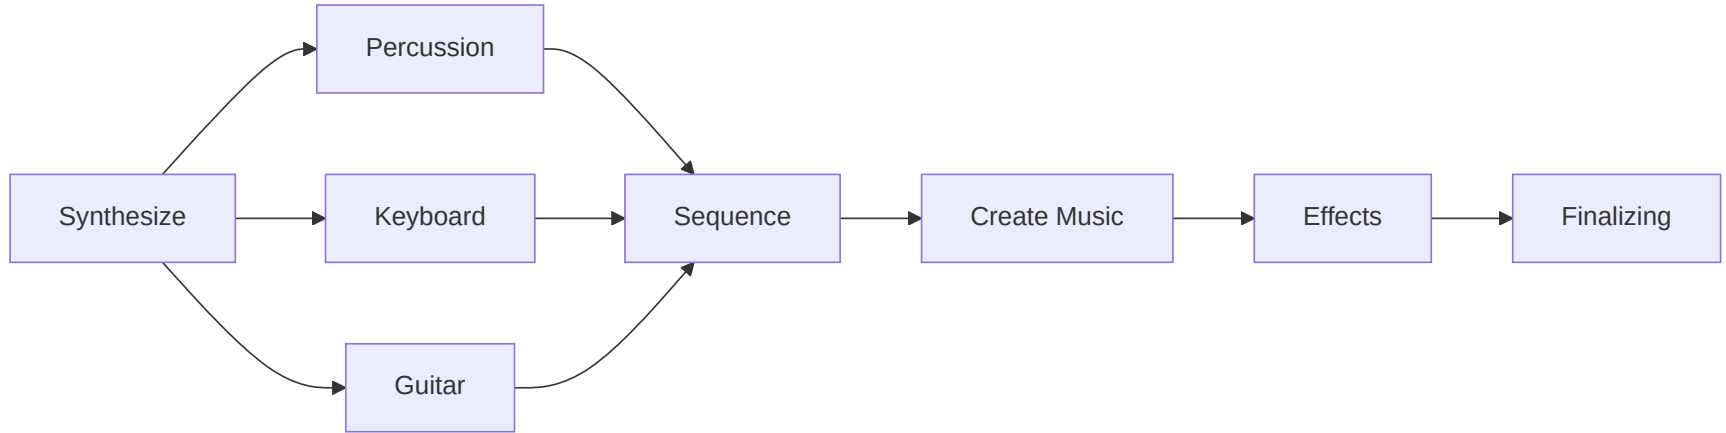 Percussion
Synthesize
Keyboard
Sequence
Create Music
Effects
Finalizing
Guitar